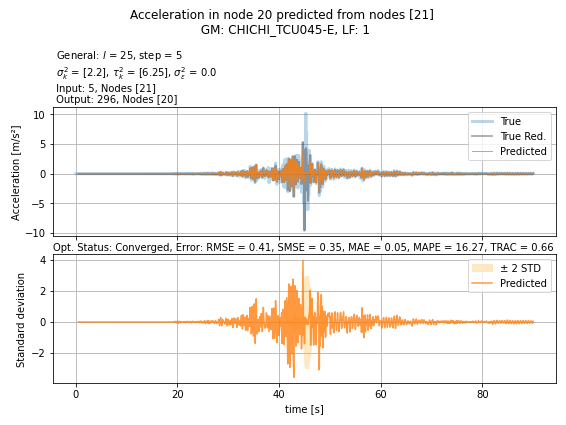 Acceleration in node 20 predicted from nodes [21]
GM: CHICHI_TCU045-E, LF: 1
General: l = 25, step = 5
σ²ₖ = [2.2], τ²ₖ = [6.25], σ²ε = 0.0
Input: 5, Nodes [21]
Output: 296, Nodes [20]
10
5
0
−5
−10
Acceleration [m/s²]
True
True Red.
Predicted
Opt. Status: Converged, Error: RMSE = 0.41, SMSE = 0.35, MAE = 0.05, MAPE = 16.27, TRAC = 0.66
4
2
0
−2
Standard deviation
± 2 STD
Predicted
0 20 40 60 80
time [s]